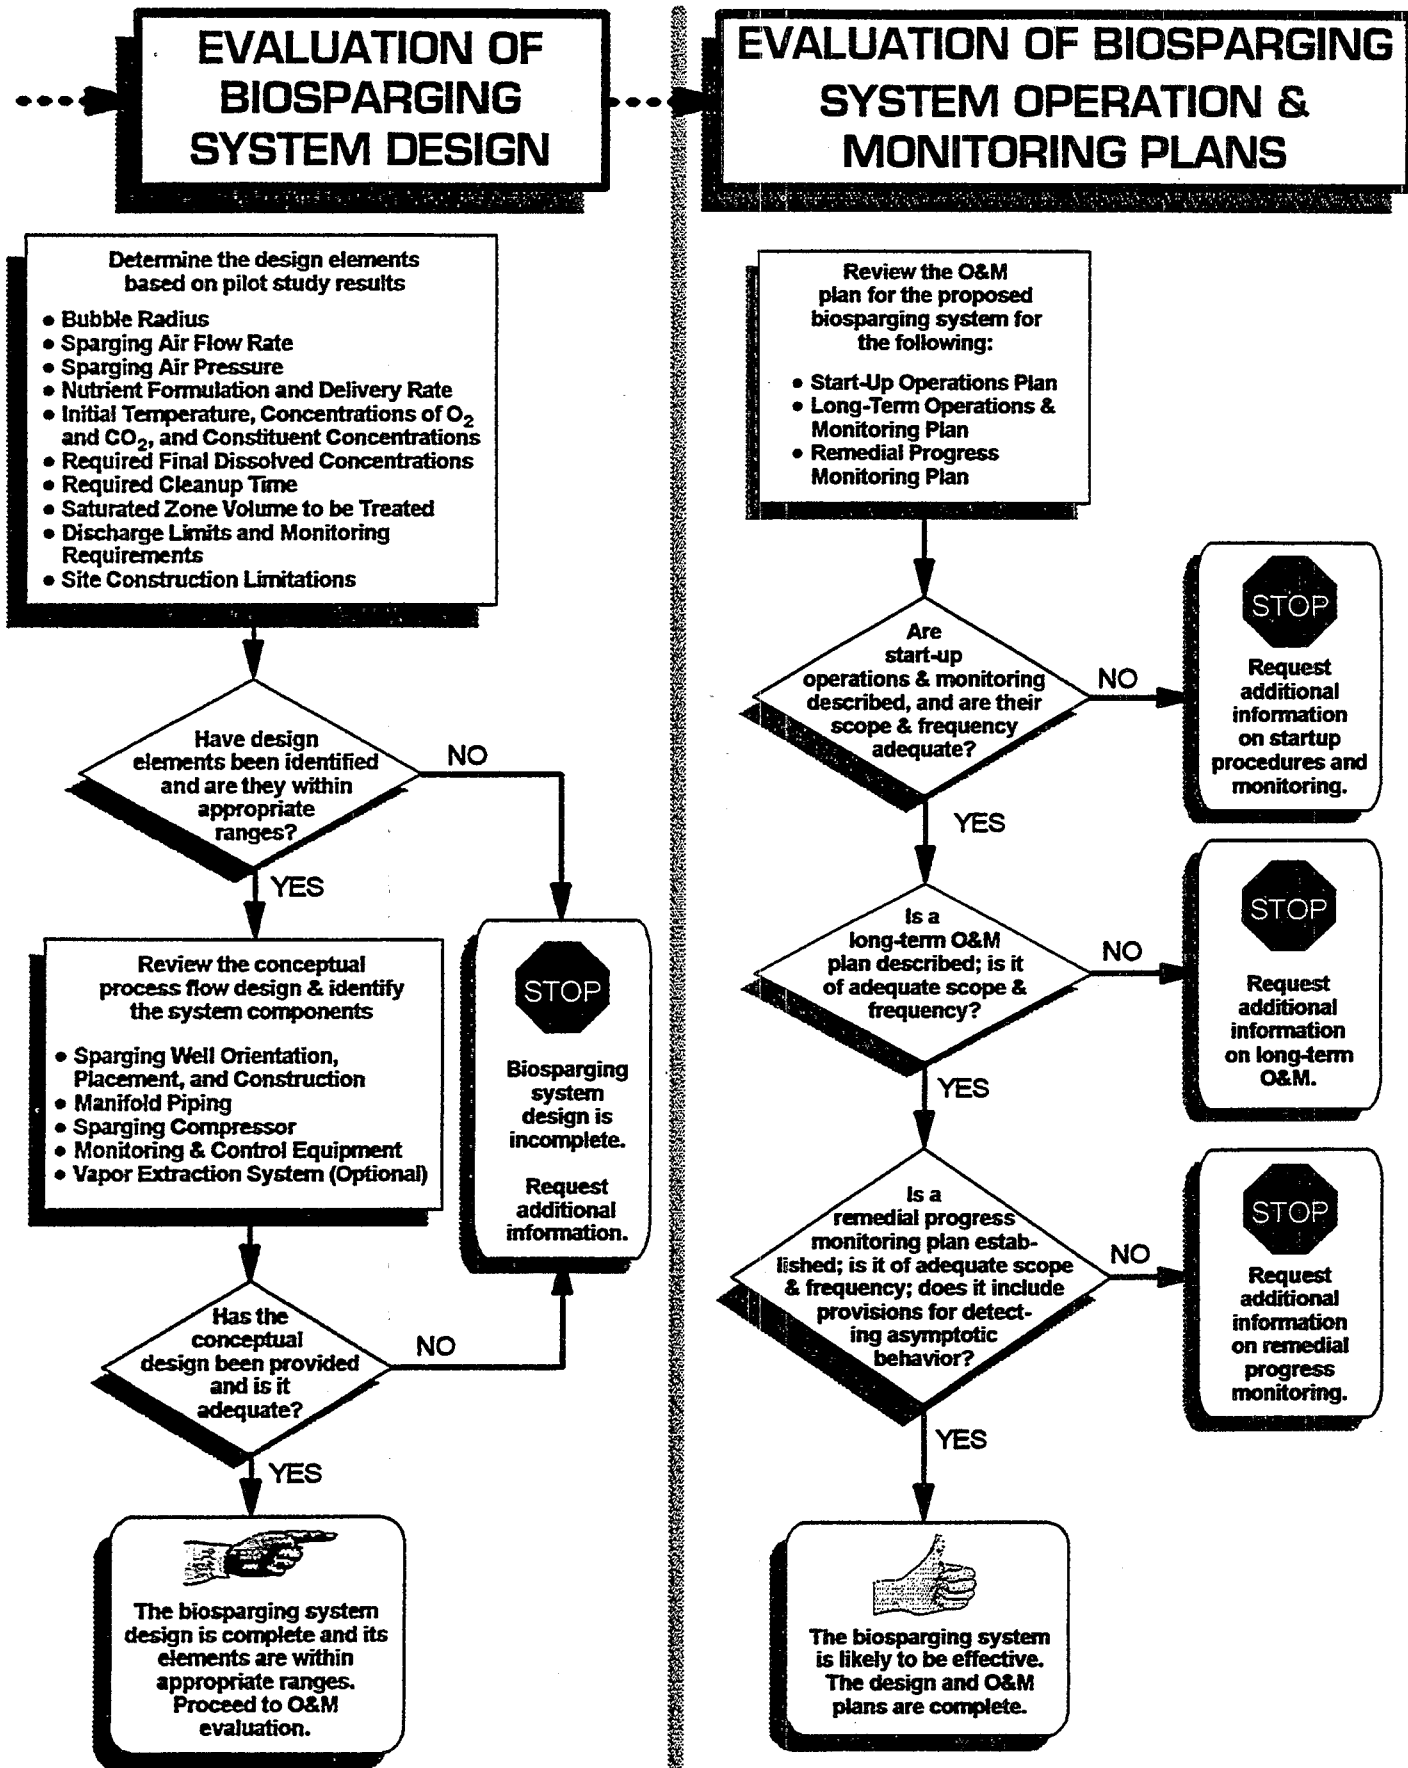 EVALUATION OF
BIOSPARGING
SYSTEM DESIGN
Determine the design elements
based on pilot study results
• Bubble Radius
• Sparging Air Flow Rate
• Sparging Air Pressure
• Nutrient Formulation and Delivery Rate
• Initial Temperature, Concentrations of O₂
and CO₂, and Constituent Concentrations
• Required Final Dissolved Concentrations
• Required Cleanup Time
• Saturated Zone Volume to be Treated
• Discharge Limits and Monitoring
Requirements
• Site Construction Limitations
Have design
elements been identified
and are they within
appropriate
ranges?
NO
YES
Review the conceptual
process flow design & identify
the system components
• Sparging Well Orientation,
Placement, and Construction
• Manifold Piping
• Sparging Compressor
• Monitoring & Control Equipment
• Vapor Extraction System (Optional)
STOP
Biosparging
system
design is
incomplete.
Request
additional
information.
Has the
conceptual
design been provided
and is it
adequate?
NO
YES
The biosparging system
design is complete and its
elements are within
appropriate ranges.
Proceed to O&M
evaluation.
EVALUATION OF BIOSPARGING
SYSTEM OPERATION &
MONITORING PLANS
Review the O&M
plan for the proposed
biosparging system for
the following:
• Start-Up Operations Plan
• Long-Term Operations &
Monitoring Plan
• Remedial Progress
Monitoring Plan
Are
start-up
operations & monitoring
described, and are their
scope & frequency
adequate?
NO
STOP
Request
additional
information
on startup
procedures and
monitoring.
YES
Is a
long-term O&M
plan described; is it
of adequate scope &
frequency?
NO
STOP
Request
additional
information
on long-term
O&M.
YES
Is a
remedial progress
monitoring plan estab-
lished; is it of adequate scope
& frequency; does it include
provisions for detect-
ing asymptotic
behavior?
NO
STOP
Request
additional
information
on remedial
progress
monitoring.
YES
The biosparging system
is likely to be effective.
The design and O&M
plans are complete.